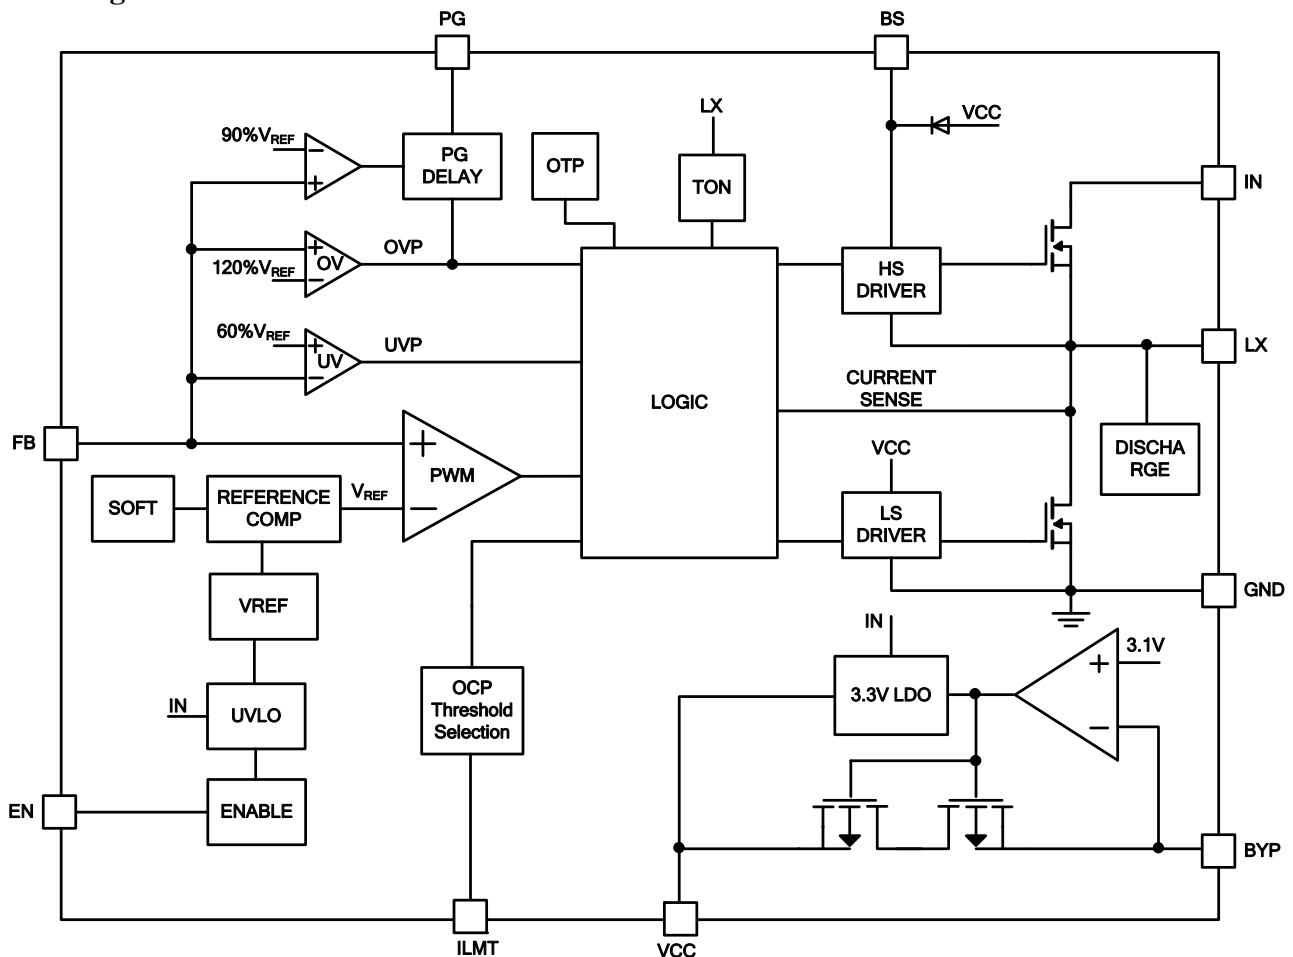 PG
BS
LX
VCC
90%VREF
−
+
PG
DELAY
OTP
TON
IN
+
OV
−
OVP
120%VREF
HS
DRIVER
60%VREF
+
UV
−
UVP
LX
LOGIC
CURRENT
SENSE
FB
+
PWM
−
VCC
DISCHA
RGE
SOFT
REFERENCE
COMP
VREF
LS
DRIVER
VREF
GND
IN
3.1V
+
−
OCP
Threshold
Selection
3.3V LDO
IN
UVLO
EN
ENABLE
BYP
ILMT
VCC